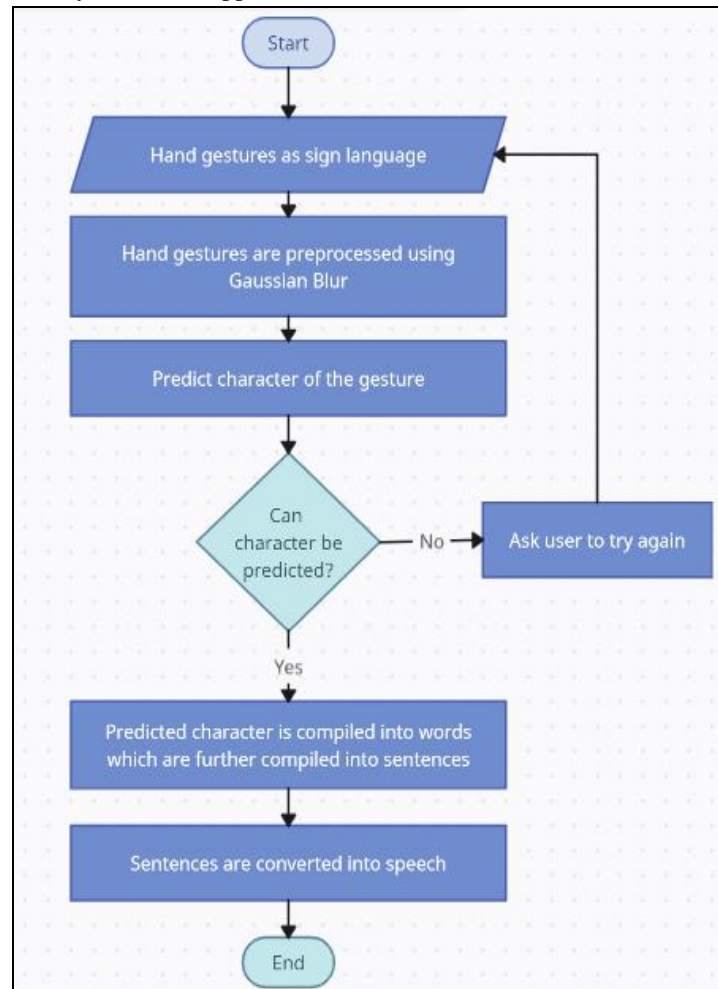 Start
Hand gestures as sign language
Hand gestures are preprocessed using
Gaussian Blur
Predict character of the gesture
Can
character be
predicted?
No
Ask user to try again
Yes
Predicted character is compiled into words
which are further compiled into sentences
Sentences are converted into speech
End